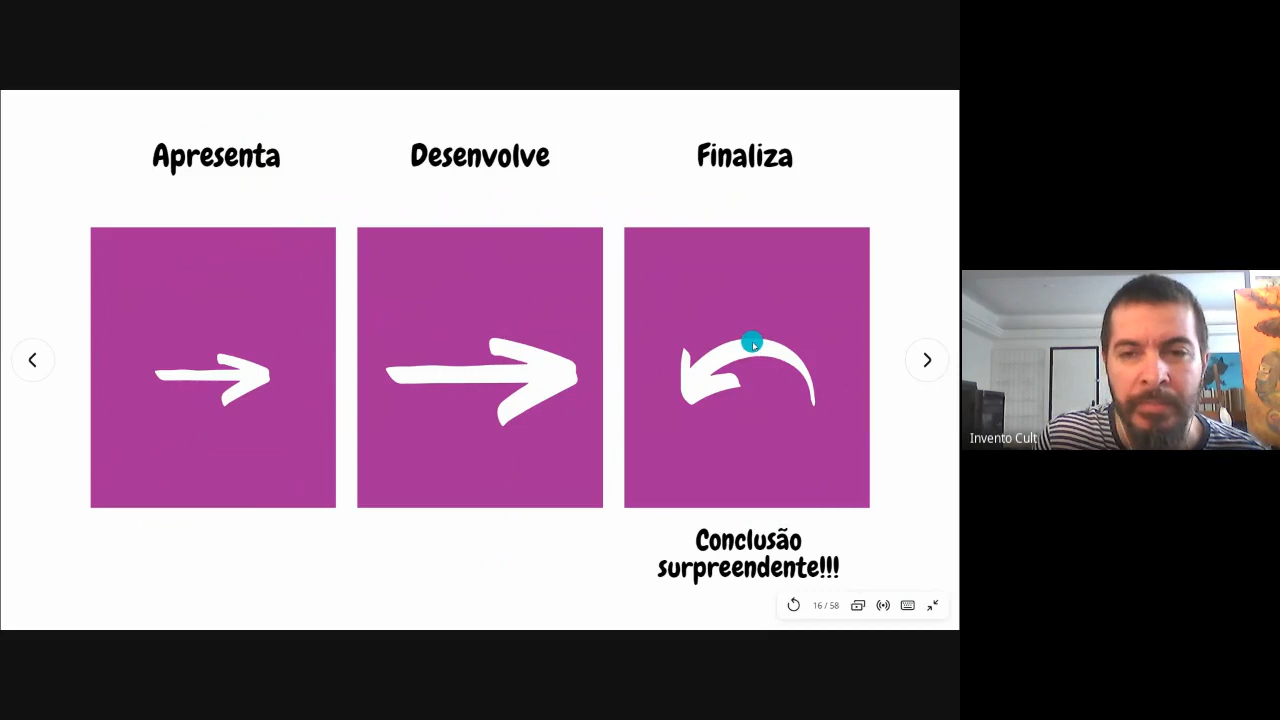 Apresenta
Desenvolve
Finaliza
Conclusão
surpreendente!!!
16 / 58
Invento Cult